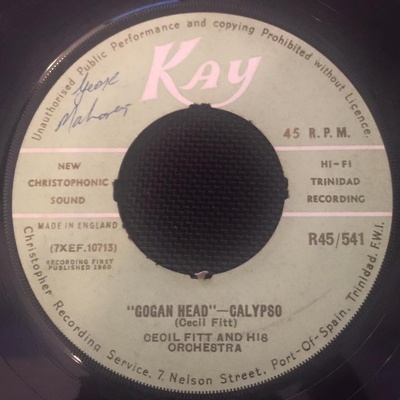 Unauthorised Public Performance and copying Prohibited without Licence.
Kay
45 R.P.M.
NEW
CHRISTOPHONIC
SOUND
HI-FI
TRINIDAD
RECORDING
MADE IN ENGLAND
(7XEF.10713)
RECORDING FIRST
PUBLISHED 1960
R45/541
"GOGAN HEAD"—CALYPSO
(Cecil Fitt)
CECIL FITT AND HIS
ORCHESTRA
Christopher Recording Service. 7, Nelson Street, Port-Of-Spain, Trinidad, F.W.I.